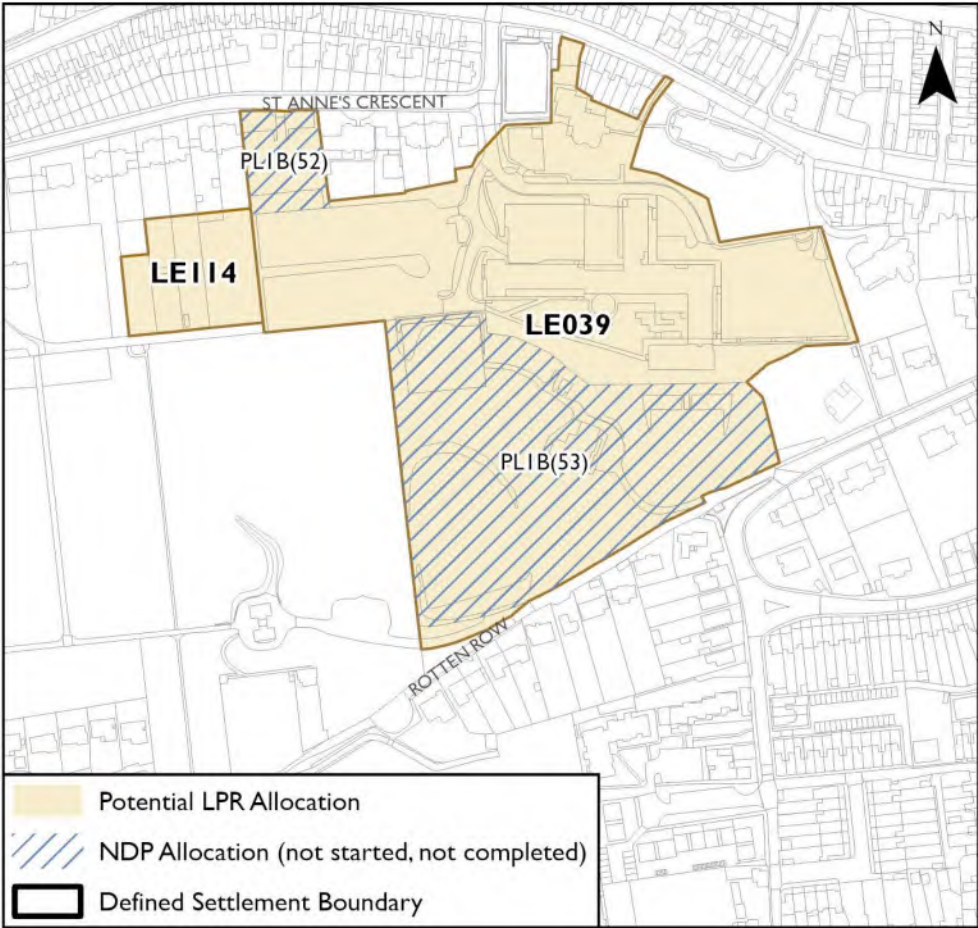 N
ST ANNE'S CRESCENT
PL1B(52)
LE114
LE039
PL1B(53)
ROTTEN ROW
Potential LPR Allocation
NDP Allocation (not started, not completed)
Defined Settlement Boundary